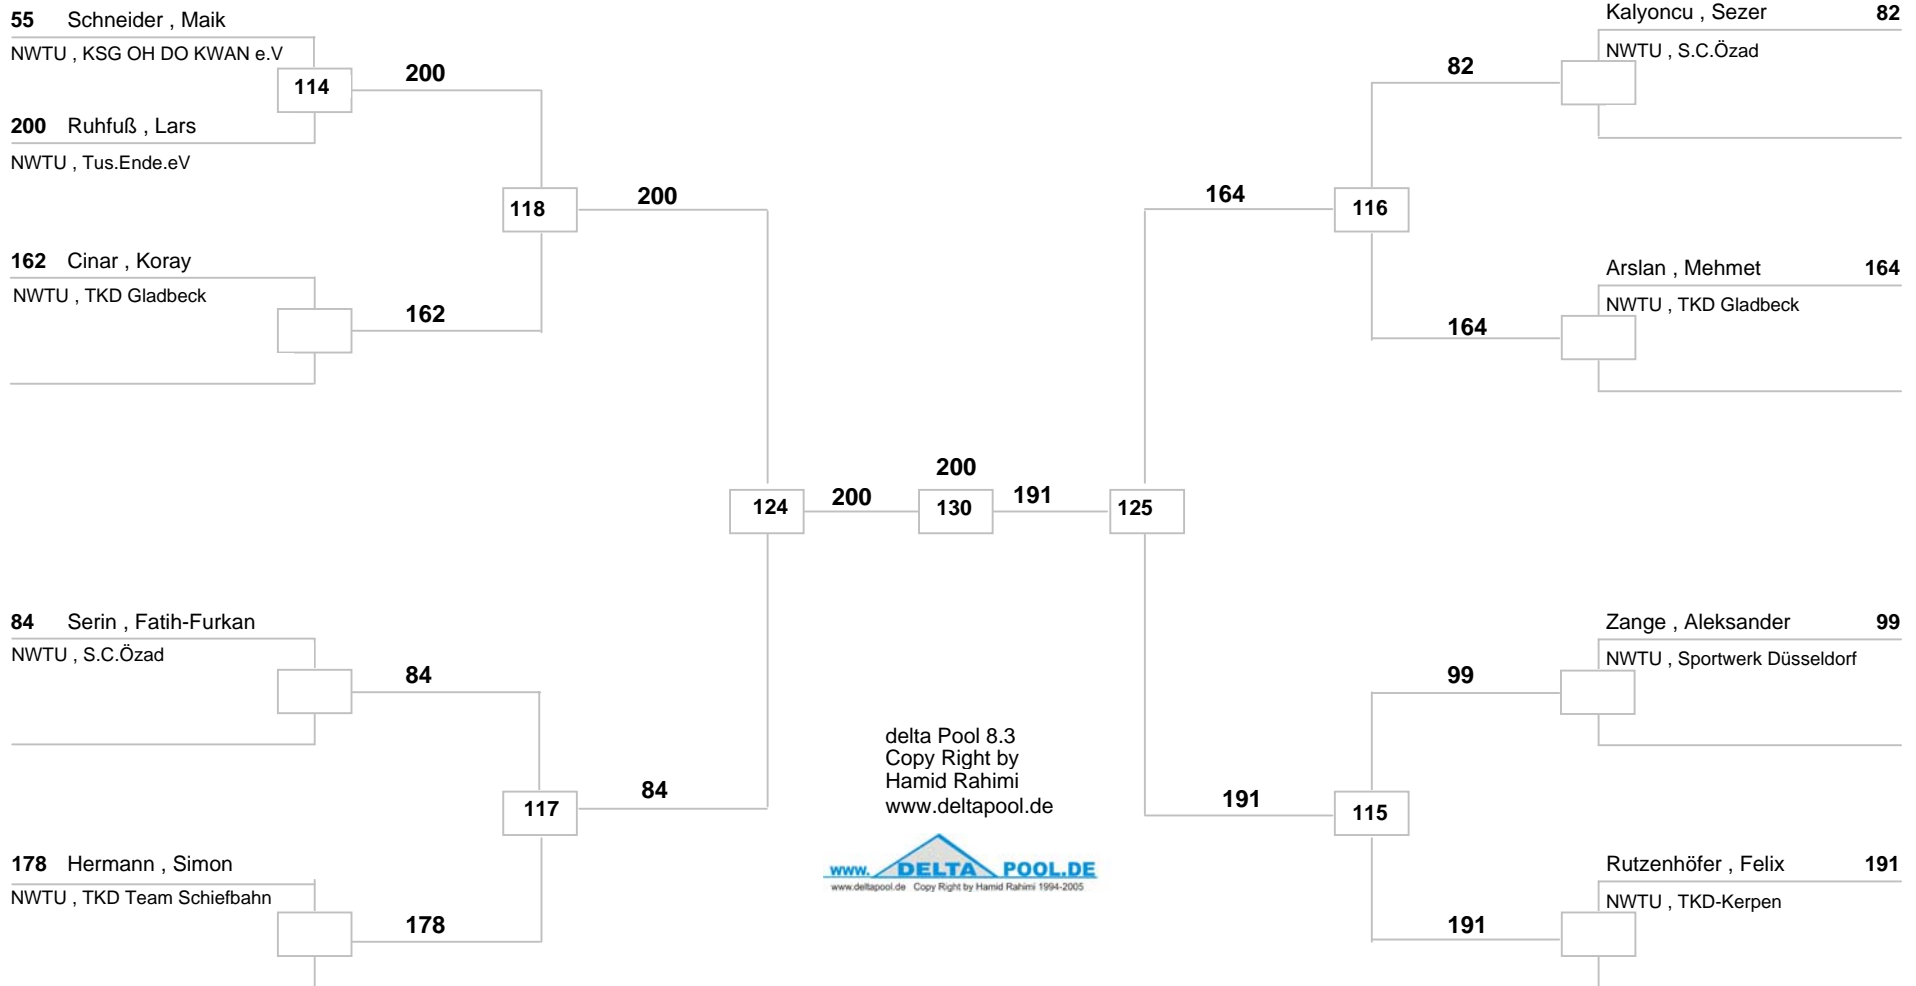 55 Schneider , Maik
NWTU , KSG OH DO KWAN e.V
114
200
200 Ruhfuß , Lars
NWTU , Tus.Ende.eV
118
200
162 Cinar , Koray
NWTU , TKD Gladbeck
162
84 Serin , Fatih-Furkan
NWTU , S.C.Özad
84
117
84
178 Hermann , Simon
NWTU , TKD Team Schiefbahn
178
124
200
200
130
191
125
Kalyoncu , Sezer 82
NWTU , S.C.Özad
82
164
116
Arslan , Mehmet 164
NWTU , TKD Gladbeck
164
Zange , Aleksander 99
NWTU , Sportwerk Düsseldorf
99
191
115
Rutzenhöfer , Felix 191
NWTU , TKD-Kerpen
191
delta Pool 8.3
Copy Right by
Hamid Rahimi
www.deltapool.de
www. DELTA POOL.DE
www.deltapool.de Copy Right by Hamid Rahimi 1994-2005